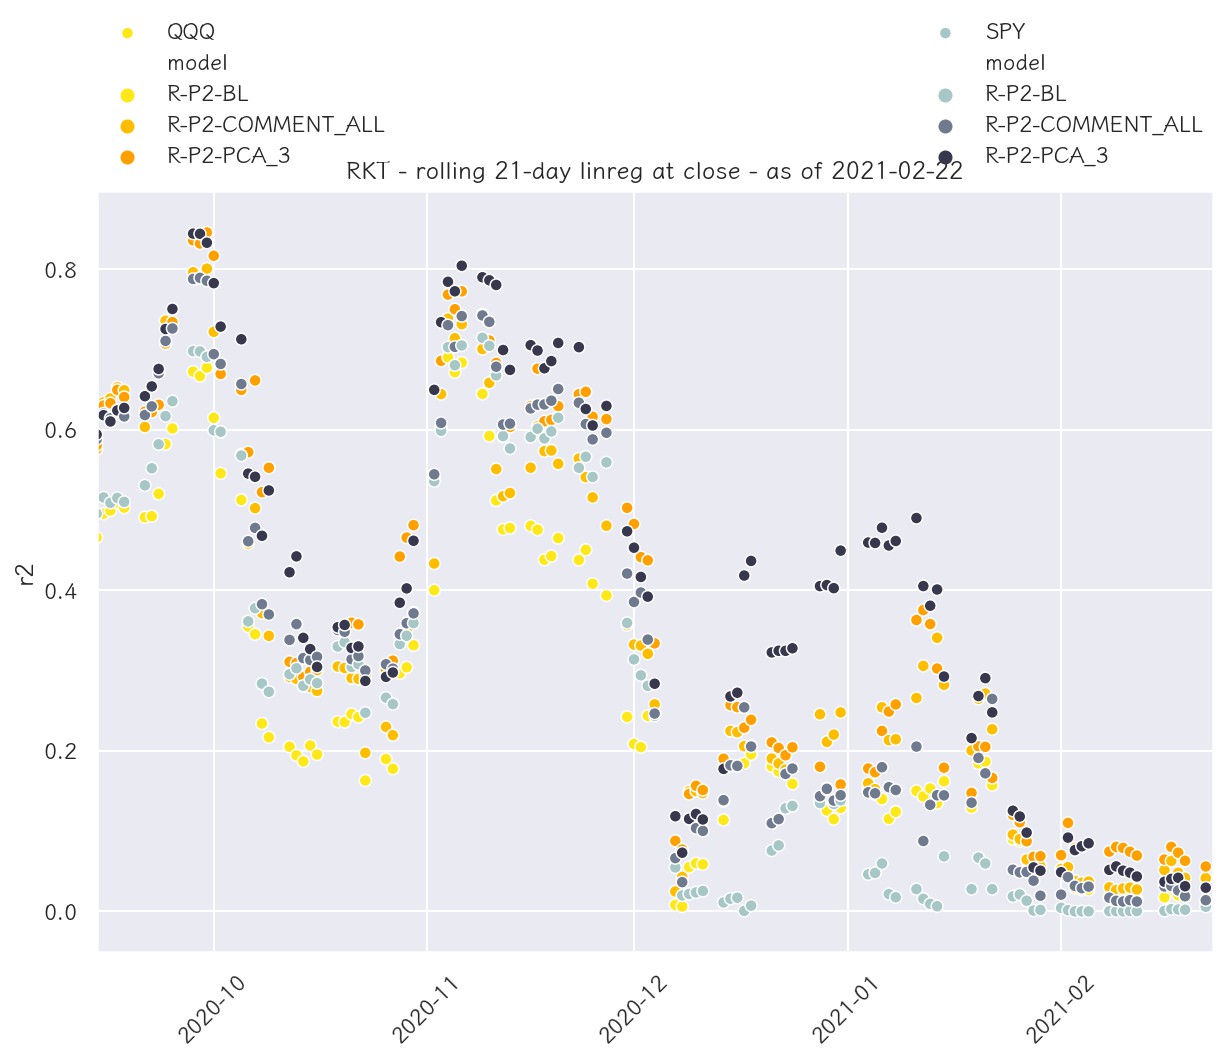 QQQ
model
R-P2-BL
R-P2-COMMENT_ALL
R-P2-PCA_3
SPY
model
R-P2-BL
R-P2-COMMENT_ALL
R-P2-PCA_3
RKT - rolling 21-day linreg at close - as of 2021-02-22
r2
0.8
0.6
0.4
0.2
0.0
2020-10
2020-11
2020-12
2021-01
2021-02